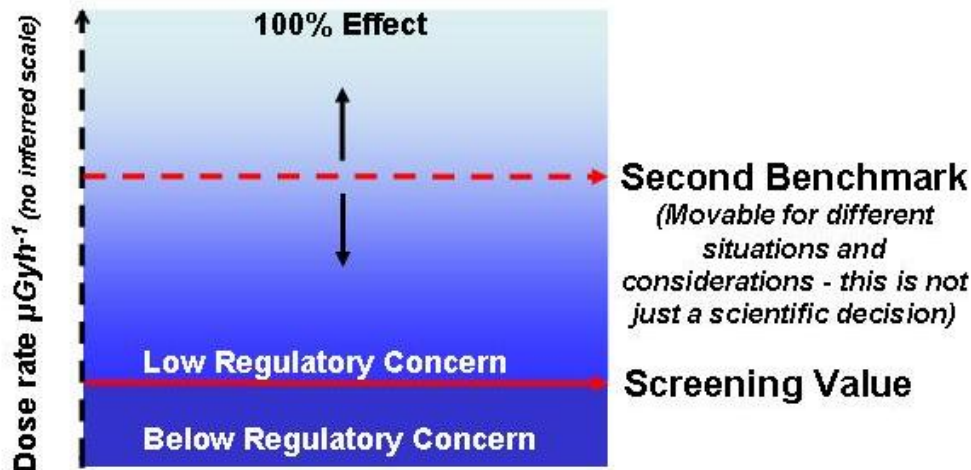 Dose rate µGyh⁻¹ (no inferred scale)
100% Effect
Second Benchmark
(Movable for different
situations and
considerations - this is not
just a scientific decision)
Low Regulatory Concern
Screening Value
Below Regulatory Concern